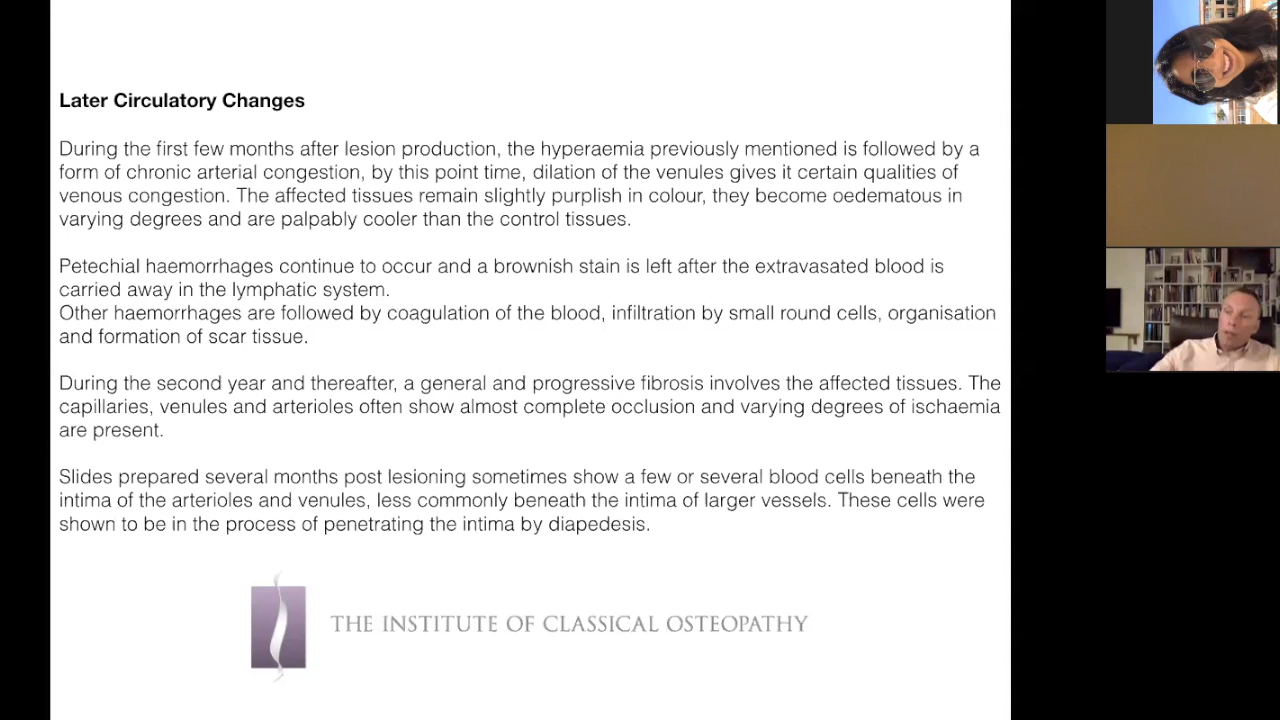 Later Circulatory Changes
During the first few months after lesion production, the hyperaemia previously mentioned is followed by a
form of chronic arterial congestion, by this point time, dilation of the venules gives it certain qualities of
venous congestion. The affected tissues remain slightly purplish in colour, they become oedematous in
varying degrees and are palpably cooler than the control tissues.
Petechial haemorrhages continue to occur and a brownish stain is left after the extravasated blood is
carried away in the lymphatic system.
Other haemorrhages are followed by coagulation of the blood, infiltration by small round cells, organisation
and formation of scar tissue.
During the second year and thereafter, a general and progressive fibrosis involves the affected tissues. The
capillaries, venules and arterioles often show almost complete occlusion and varying degrees of ischaemia
are present.
Slides prepared several months post lesioning sometimes show a few or several blood cells beneath the
intima of the arterioles and venules, less commonly beneath the intima of larger vessels. These cells were
shown to be in the process of penetrating the intima by diapedesis.
THE INSTITUTE OF CLASSICAL OSTEOPATHY